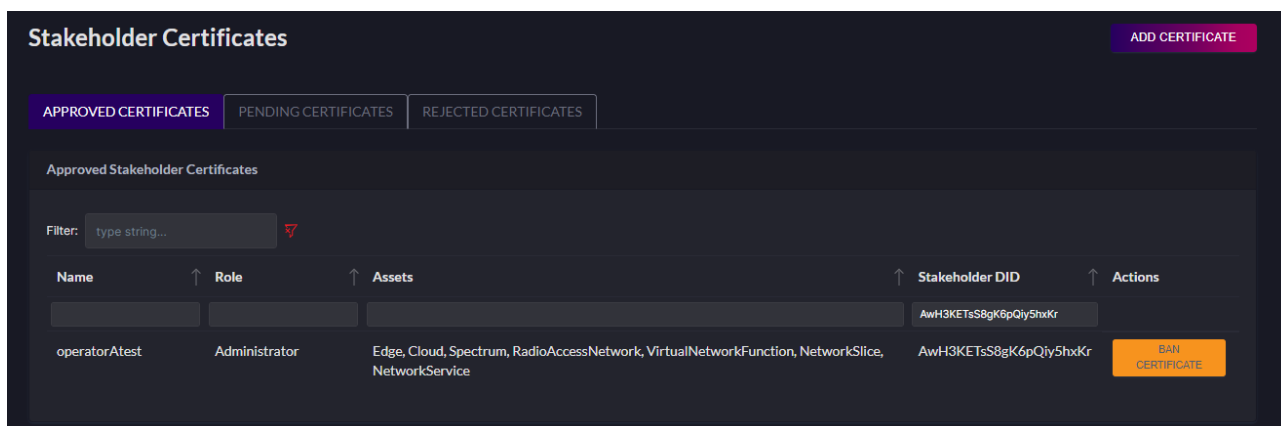 Stakeholder Certificates
ADD CERTIFICATE
APPROVED CERTIFICATES PENDING CERTIFICATES REJECTED CERTIFICATES
Approved Stakeholder Certificates
Filter: type string...
Name Role Assets Stakeholder DID Actions
AwH3KETsS8gK6pQiy5hxKr
operatorAtest Administrator Edge, Cloud, Spectrum, RadioAccessNetwork, VirtualNetworkFunction, NetworkSlice, AwH3KETsS8gK6pQiy5hxKr BAN
NetworkService CERTIFICATE